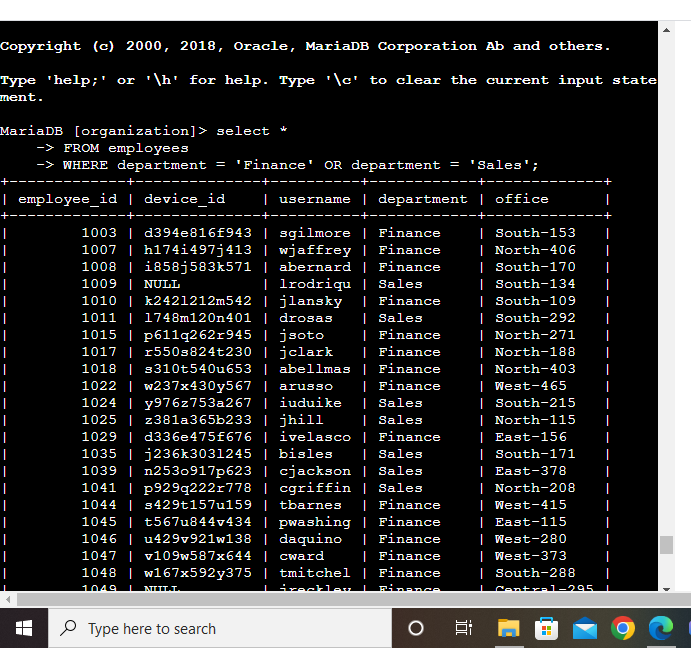 Copyright (c) 2000, 2018, Oracle, MariaDB Corporation Ab and others.
Type 'help;' or '\h' for help. Type '\c' to clear the current input state
ment.
MariaDB [organization]> select *
    -> FROM employees
    -> WHERE department = 'Finance' OR department = 'Sales';
+-------------+--------------+----------+------------+-------------+
| employee_id | device_id    | username | department | office      |
+-------------+--------------+----------+------------+-------------+
|        1003 | d394e816f943 | sgilmore | Finance    | South-153   |
|        1007 | h174i497j413 | wjaffrey | Finance    | North-406   |
|        1008 | i858j583k571 | abernard | Finance    | South-170   |
|        1009 | NULL         | lrodriqu | Sales      | South-134   |
|        1010 | k242l212m542 | jlansky  | Finance    | South-109   |
|        1011 | l748m120n401 | drosas   | Sales      | South-292   |
|        1015 | p611q262r945 | jsoto    | Finance    | North-271   |
|        1017 | r550s824t230 | jclark   | Finance    | North-188   |
|        1018 | s310t540u653 | abellmas | Finance    | North-403   |
|        1022 | w237x430y567 | arusso   | Finance    | West-465    |
|        1024 | y976z753a267 | iuduike  | Sales      | South-215   |
|        1025 | z381a365b233 | jhill    | Sales      | North-115   |
|        1029 | d336e475f676 | ivelasco | Finance    | East-156    |
|        1035 | j236k303l245 | bisles   | Sales      | South-171   |
|        1039 | n253o917p623 | cjackson | Sales      | East-378    |
|        1041 | p929q222r778 | cgriffin | Sales      | North-208   |
|        1044 | s429t157u159 | tbarnes  | Finance    | West-415    |
|        1045 | t567u844v434 | pwashing | Finance    | East-115    |
|        1046 | u429v921w138 | daquino  | Finance    | West-280    |
|        1047 | v109w587x644 | cward    | Finance    | West-373    |
|        1048 | w167x592y375 | tmitchel | Finance    | South-288   |
|        1049 | NULL         | jreckley | Finance    | Central-295 |
Type here to search